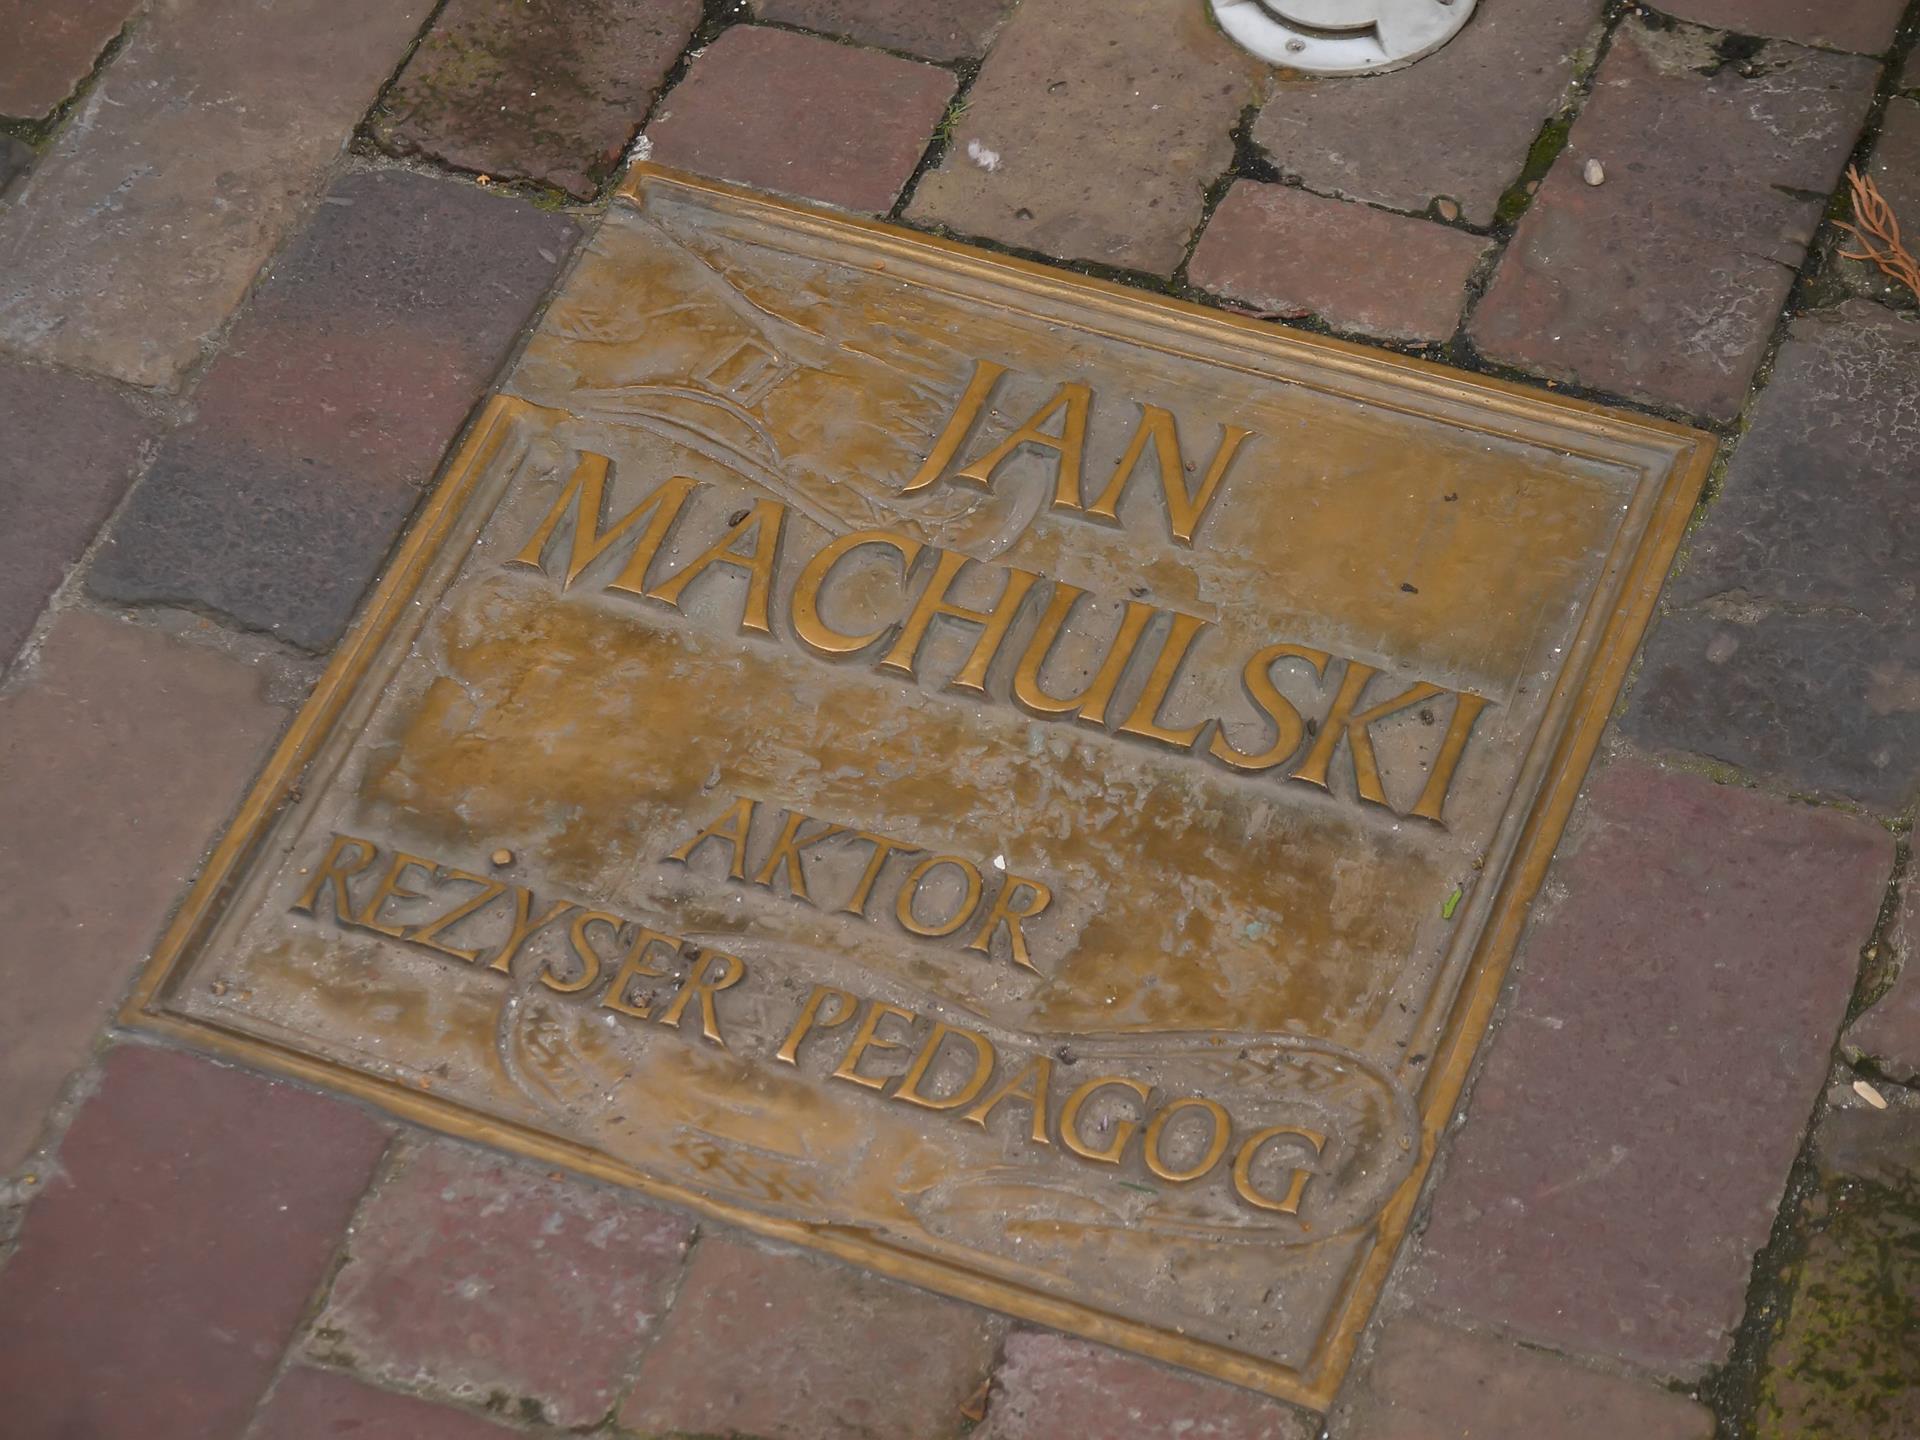 JAN
MACHULSKI
AKTOR
REŻYSER PEDAGOG